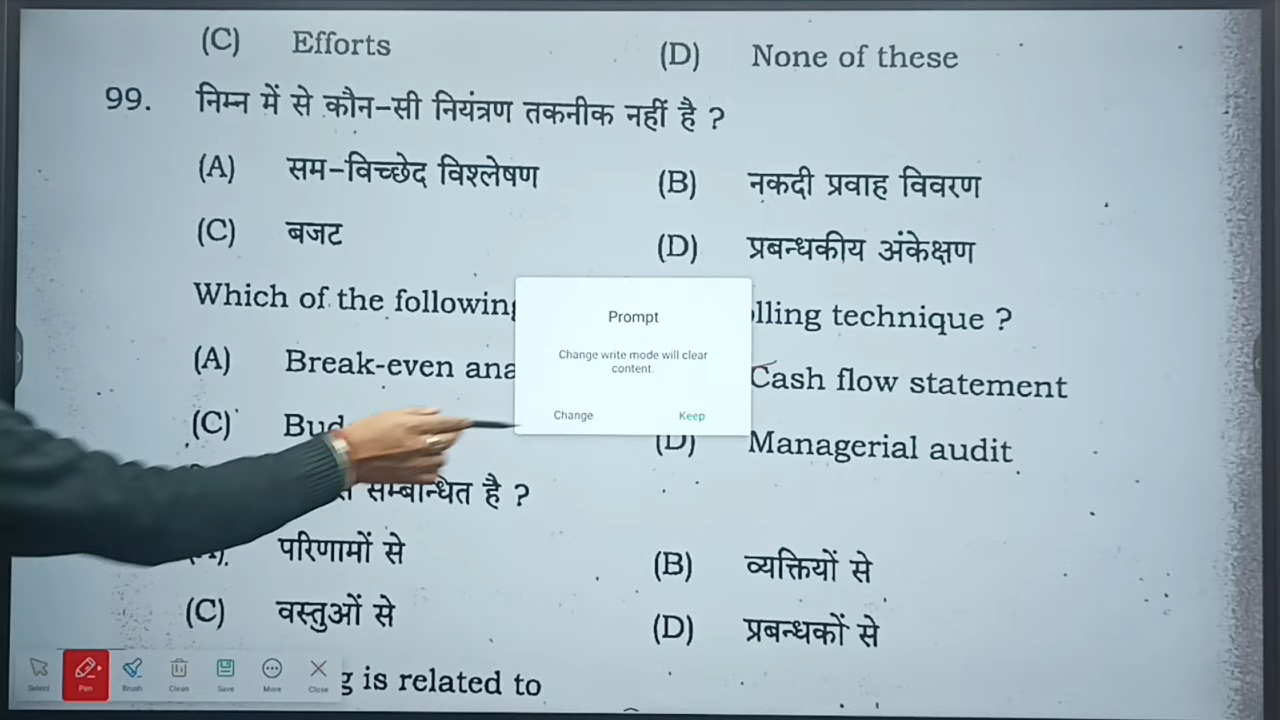 (C) Efforts (D) None of these
99. निम्न में से कौन-सी नियंत्रण तकनीक नहीं है ?
(A) सम-विच्छेद विश्लेषण (B) नकदी प्रवाह विवरण
(C) बजट (D) प्रबन्धकीय अंकेक्षण
Which of the following technique ?
(A) Break-even Cash flow statement
(C) (D) Managerial audit
Prompt
Change write mode will clear
content.
Change Keep
सम्बन्धित है ?
(A) परिणामों से (B) व्यक्तियों से
(C) वस्तुओं से (D) प्रबन्धकों से
is related to
Select Pen Brush Clean Save More Close